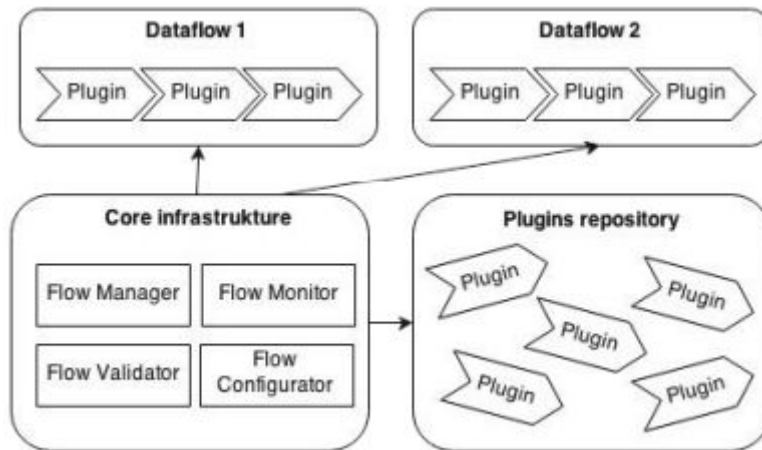 Dataflow 1
Plugin Plugin Plugin
Dataflow 2
Plugin Plugin Plugin
Core infrastrukture
Flow Manager
Flow Monitor
Flow Validator
Flow
Configurator
Plugins repository
Plugin
Plugin
Plugin
Plugin
Plugin